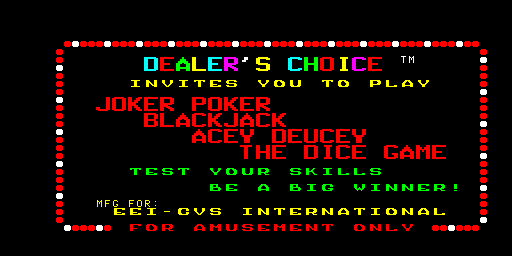 DEALER'S CHOICE ™
INVITES YOU TO PLAY
JOKER POKER
BLACKJACK
ACEY DEUCEY
THE DICE GAME
TEST YOUR SKILLS
BE A BIG WINNER!
MFG FOR:
EEI-CVS INTERNATIONAL
FOR AMUSEMENT ONLY